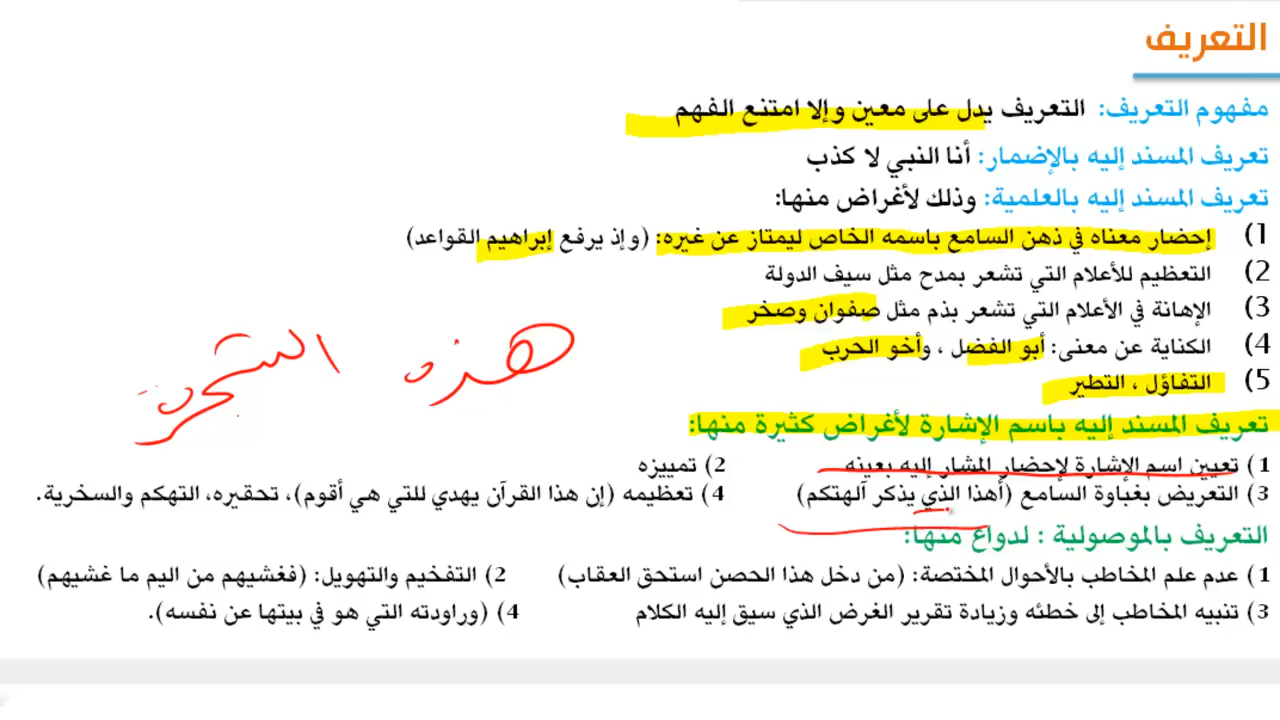 التعريف
مفهوم التعريف: التعريف يدل على معين وإلا امتنع الفهم
تعريف المسند إليه بالإضمار: أنا النبي لا كذب
تعريف المسند إليه بالعلمية: وذلك لأغراض منها:
1) إحضار معناه في ذهن السامع باسمه الخاص ليمتاز عن غيره: (وإذ يرفع إبراهيم القواعد)
2) التعظيم للأعلام التي تشعر بمدح مثل سيف الدولة
3) الإهانة في الأعلام التي تشعر بذم مثل صفوان وصخر
4) الكناية عن معنى: أبو الفضل ، وأخو الحرب
5) التفاؤل ، التطير
هذه الشجرة
تعريف المسند إليه باسم الإشارة لأغراض كثيرة منها:
1) تعيين اسم الإشارة لإحضار المشار إليه بعينه 2) تمييزه
3) التعريض بغباوة السامع (أهذا الذي يذكر آلهتكم) 4) تعظيمه (إن هذا القرآن يهدي للتي هي أقوم)، تحقيره، التهكم والسخرية.
التعريف بالموصولية : لدواع منها:
1) عدم علم المخاطب بالأحوال المختصة: (من دخل هذا الحصن استحق العقاب) 2) التفخيم والتهويل: (فغشيهم من اليم ما غشيهم)
3) تنبيه المخاطب إلى خطئه وزيادة تقرير الغرض الذي سيق إليه الكلام 4) (وراودته التي هو في بيتها عن نفسه).